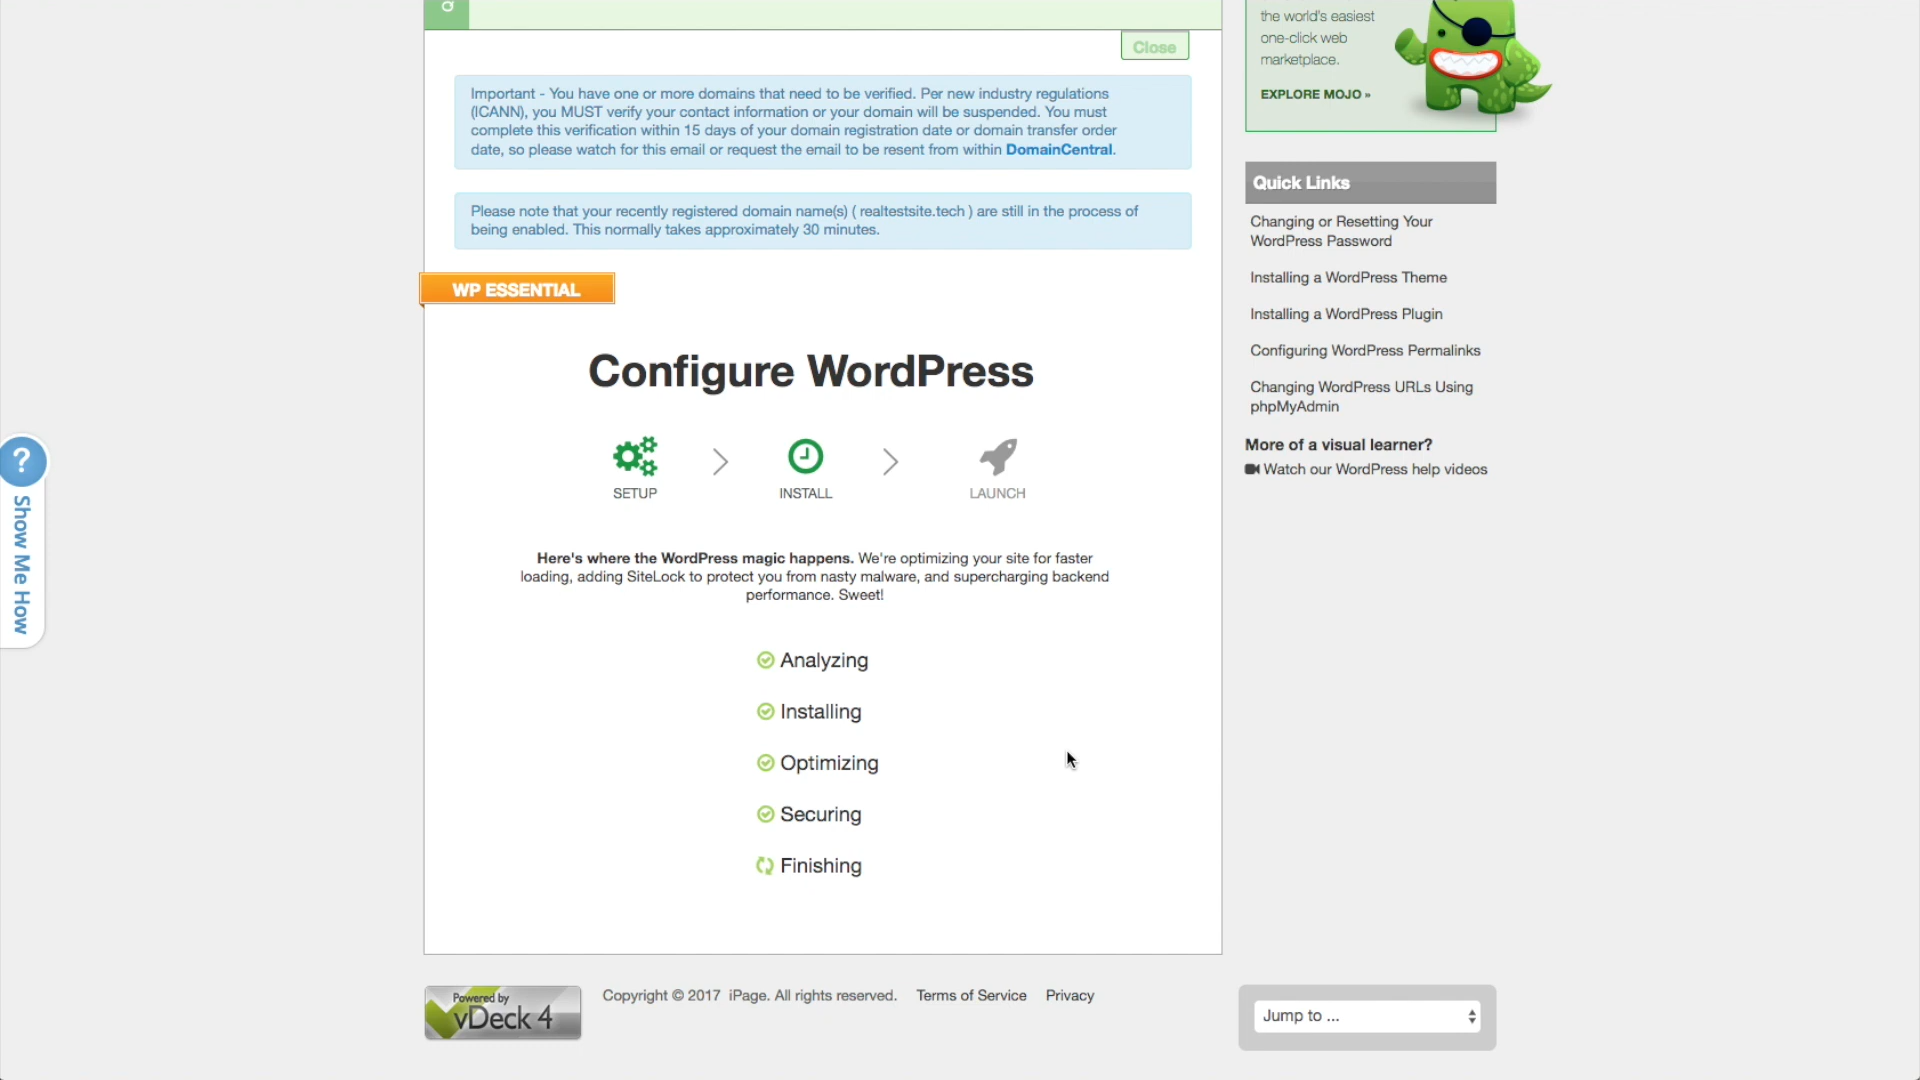 the world's easiest
one-click web
marketplace.
EXPLORE MOJO »
Close
Important - You have one or more domains that need to be verified. Per new industry regulations
(ICANN), you MUST verify your contact information or your domain will be suspended. You must
complete this verification within 15 days of your domain registration date or domain transfer order
date, so please watch for this email or request the email to be resent from within DomainCentral.
Please note that your recently registered domain name(s) ( realtestsite.tech ) are still in the process of
being enabled. This normally takes approximately 30 minutes.
WP ESSENTIAL
Configure WordPress
SETUP
INSTALL
LAUNCH
Here's where the WordPress magic happens. We're optimizing your site for faster
loading, adding SiteLock to protect you from nasty malware, and supercharging backend
performance. Sweet!
Analyzing
Installing
Optimizing
Securing
Finishing
Quick Links
Changing or Resetting Your
WordPress Password
Installing a WordPress Theme
Installing a WordPress Plugin
Configuring WordPress Permalinks
Changing WordPress URLs Using
phpMyAdmin
More of a visual learner?
Watch our WordPress help videos
?
Show Me How
Powered by
vDeck 4
Copyright © 2017 iPage. All rights reserved. Terms of Service Privacy
Jump to ...